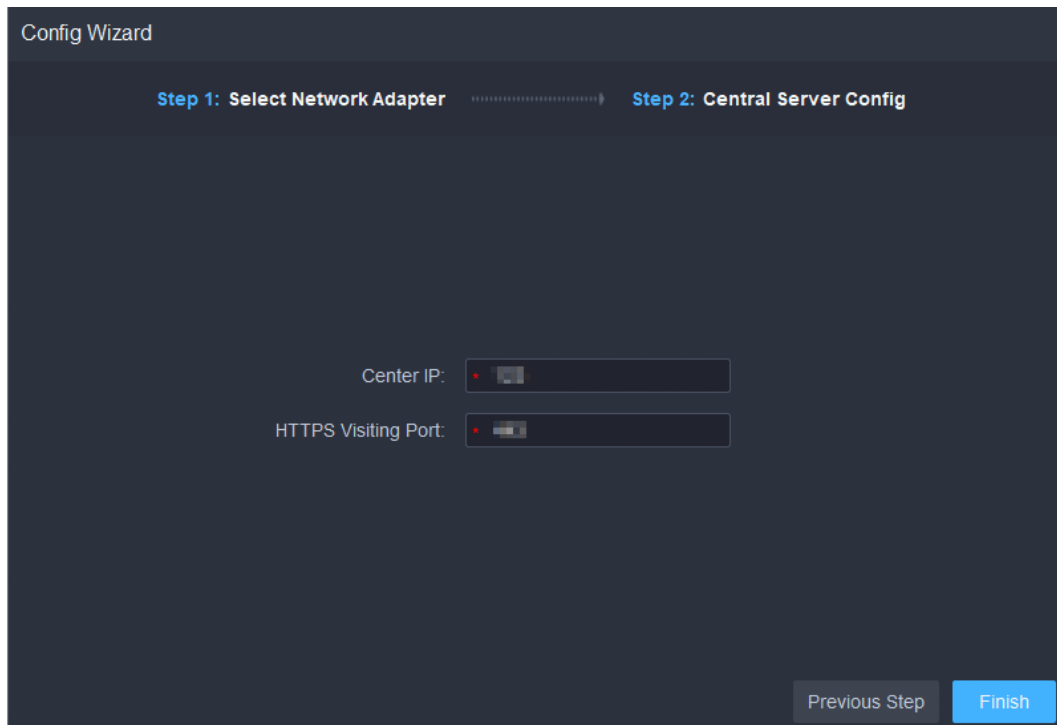 Config Wizard
Step 1: Select Network Adapter Step 2: Central Server Config
Center IP: *
HTTPS Visiting Port: *
Previous Step Finish